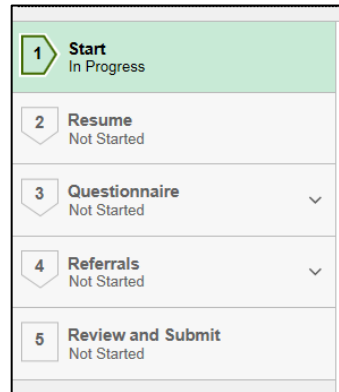 1
Start
In Progress
2
Resume
Not Started
3
Questionnaire
Not Started
4
Referrals
Not Started
5
Review and Submit
Not Started